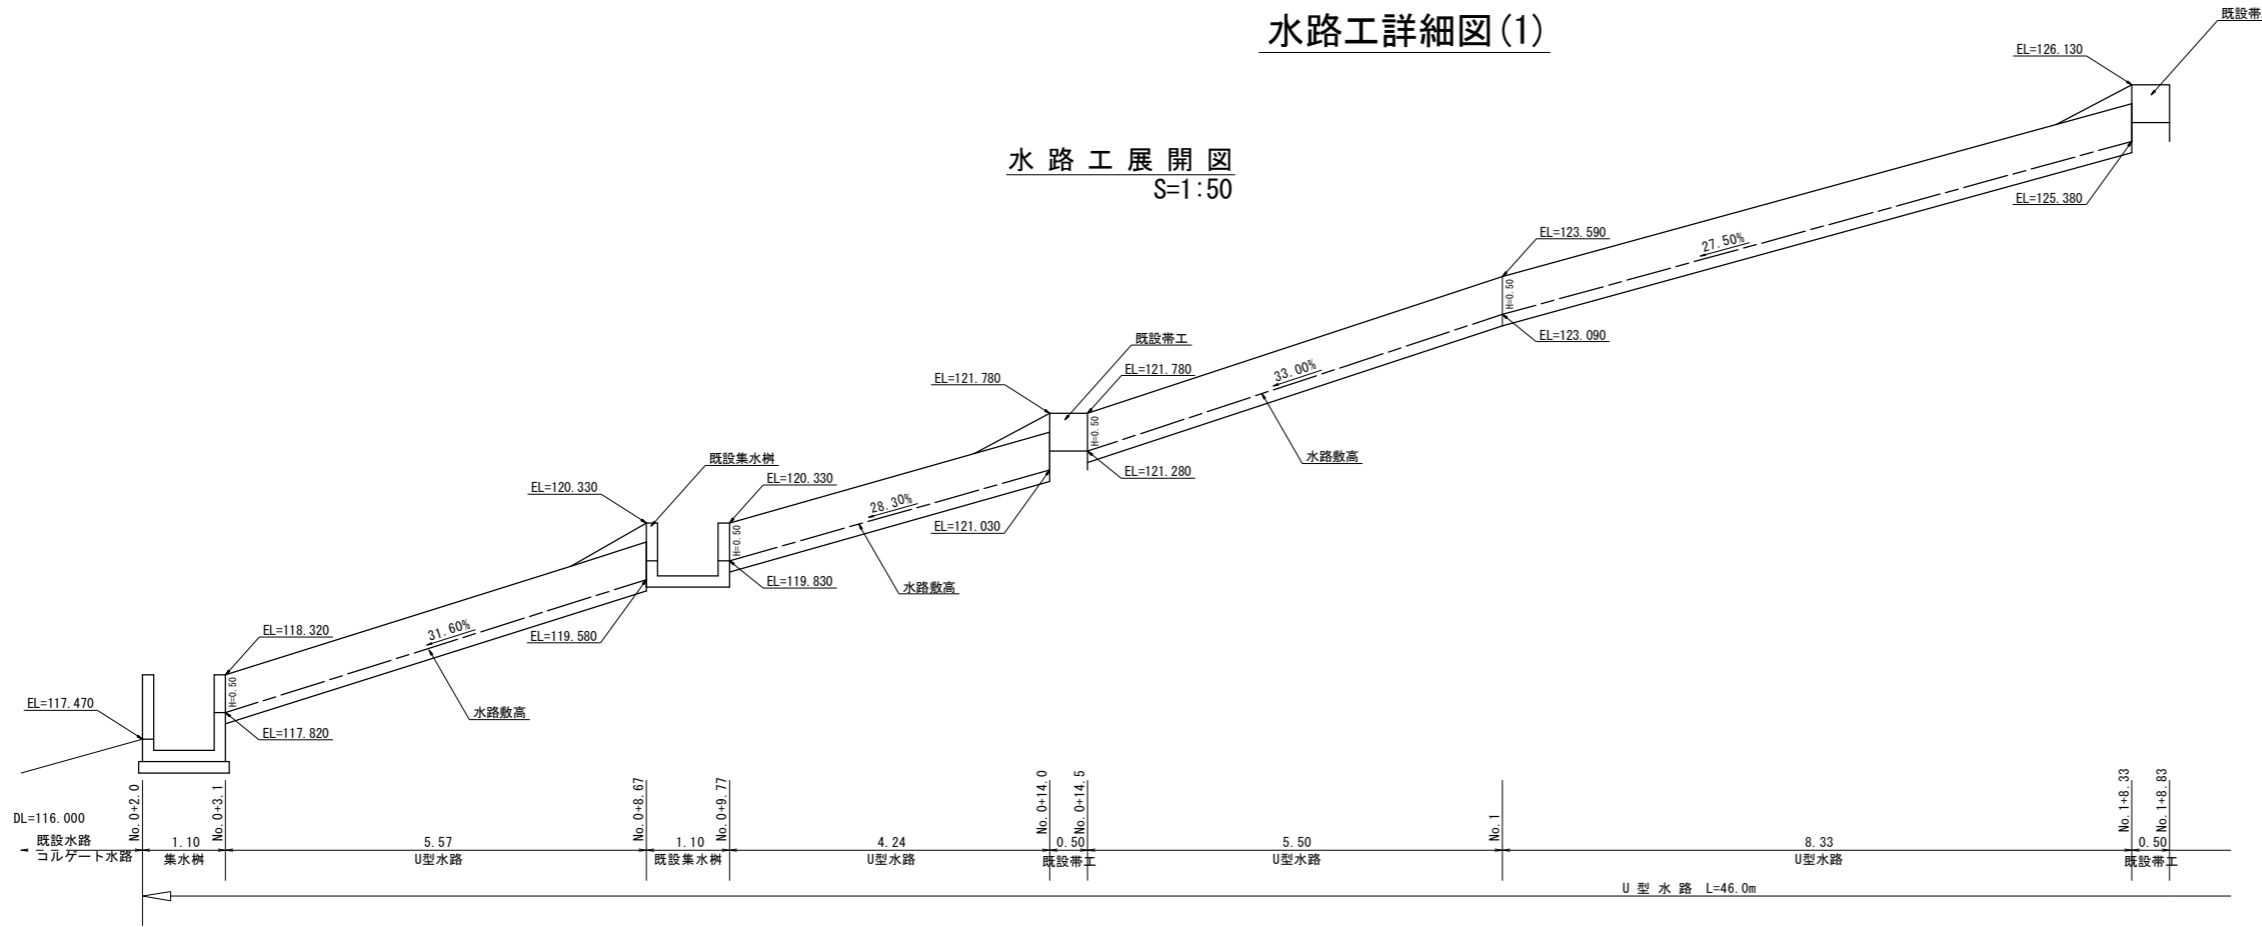 水路工詳細図(1)
既設帯
EL=126.130
水路工展開図
S=1:50
EL=125.380
EL=123.590
27.50%
H=0.50
EL=123.090
既設帯工
33.00%
EL=121.780
EL=121.780
H=0.50
水路敷高
既設集水桝
EL=121.280
EL=120.330
EL=120.330
28.30%
EL=121.030
H=0.50
EL=119.830
水路敷高
EL=118.320
31.60%
EL=119.580
H=0.50
EL=117.470
水路敷高
EL=117.820
DL=116.000
No.0+2.0
No.0+3.1
No.0+8.67
No.0+9.77
No.0+14.0
No.0+14.5
No.1
No.1+8.33
No.1+8.83
既設水路
コルゲート水路
1.10
集水桝
5.57
U型水路
1.10
既設集水桝
4.24
U型水路
0.50
既設帯工
5.50
U型水路
8.33
U型水路
0.50
既設帯工
U型水路 L=46.0m